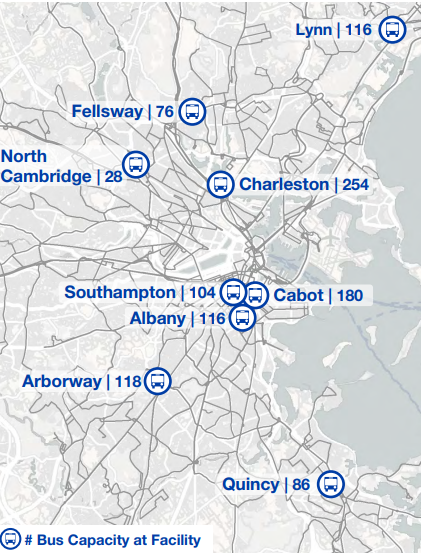 Lynn | 116
Fellsway | 76
North
Cambridge | 28
Charleston | 254
Southampton | 104
Cabot | 180
Albany | 116
Arborway | 118
Quincy | 86
# Bus Capacity at Facility